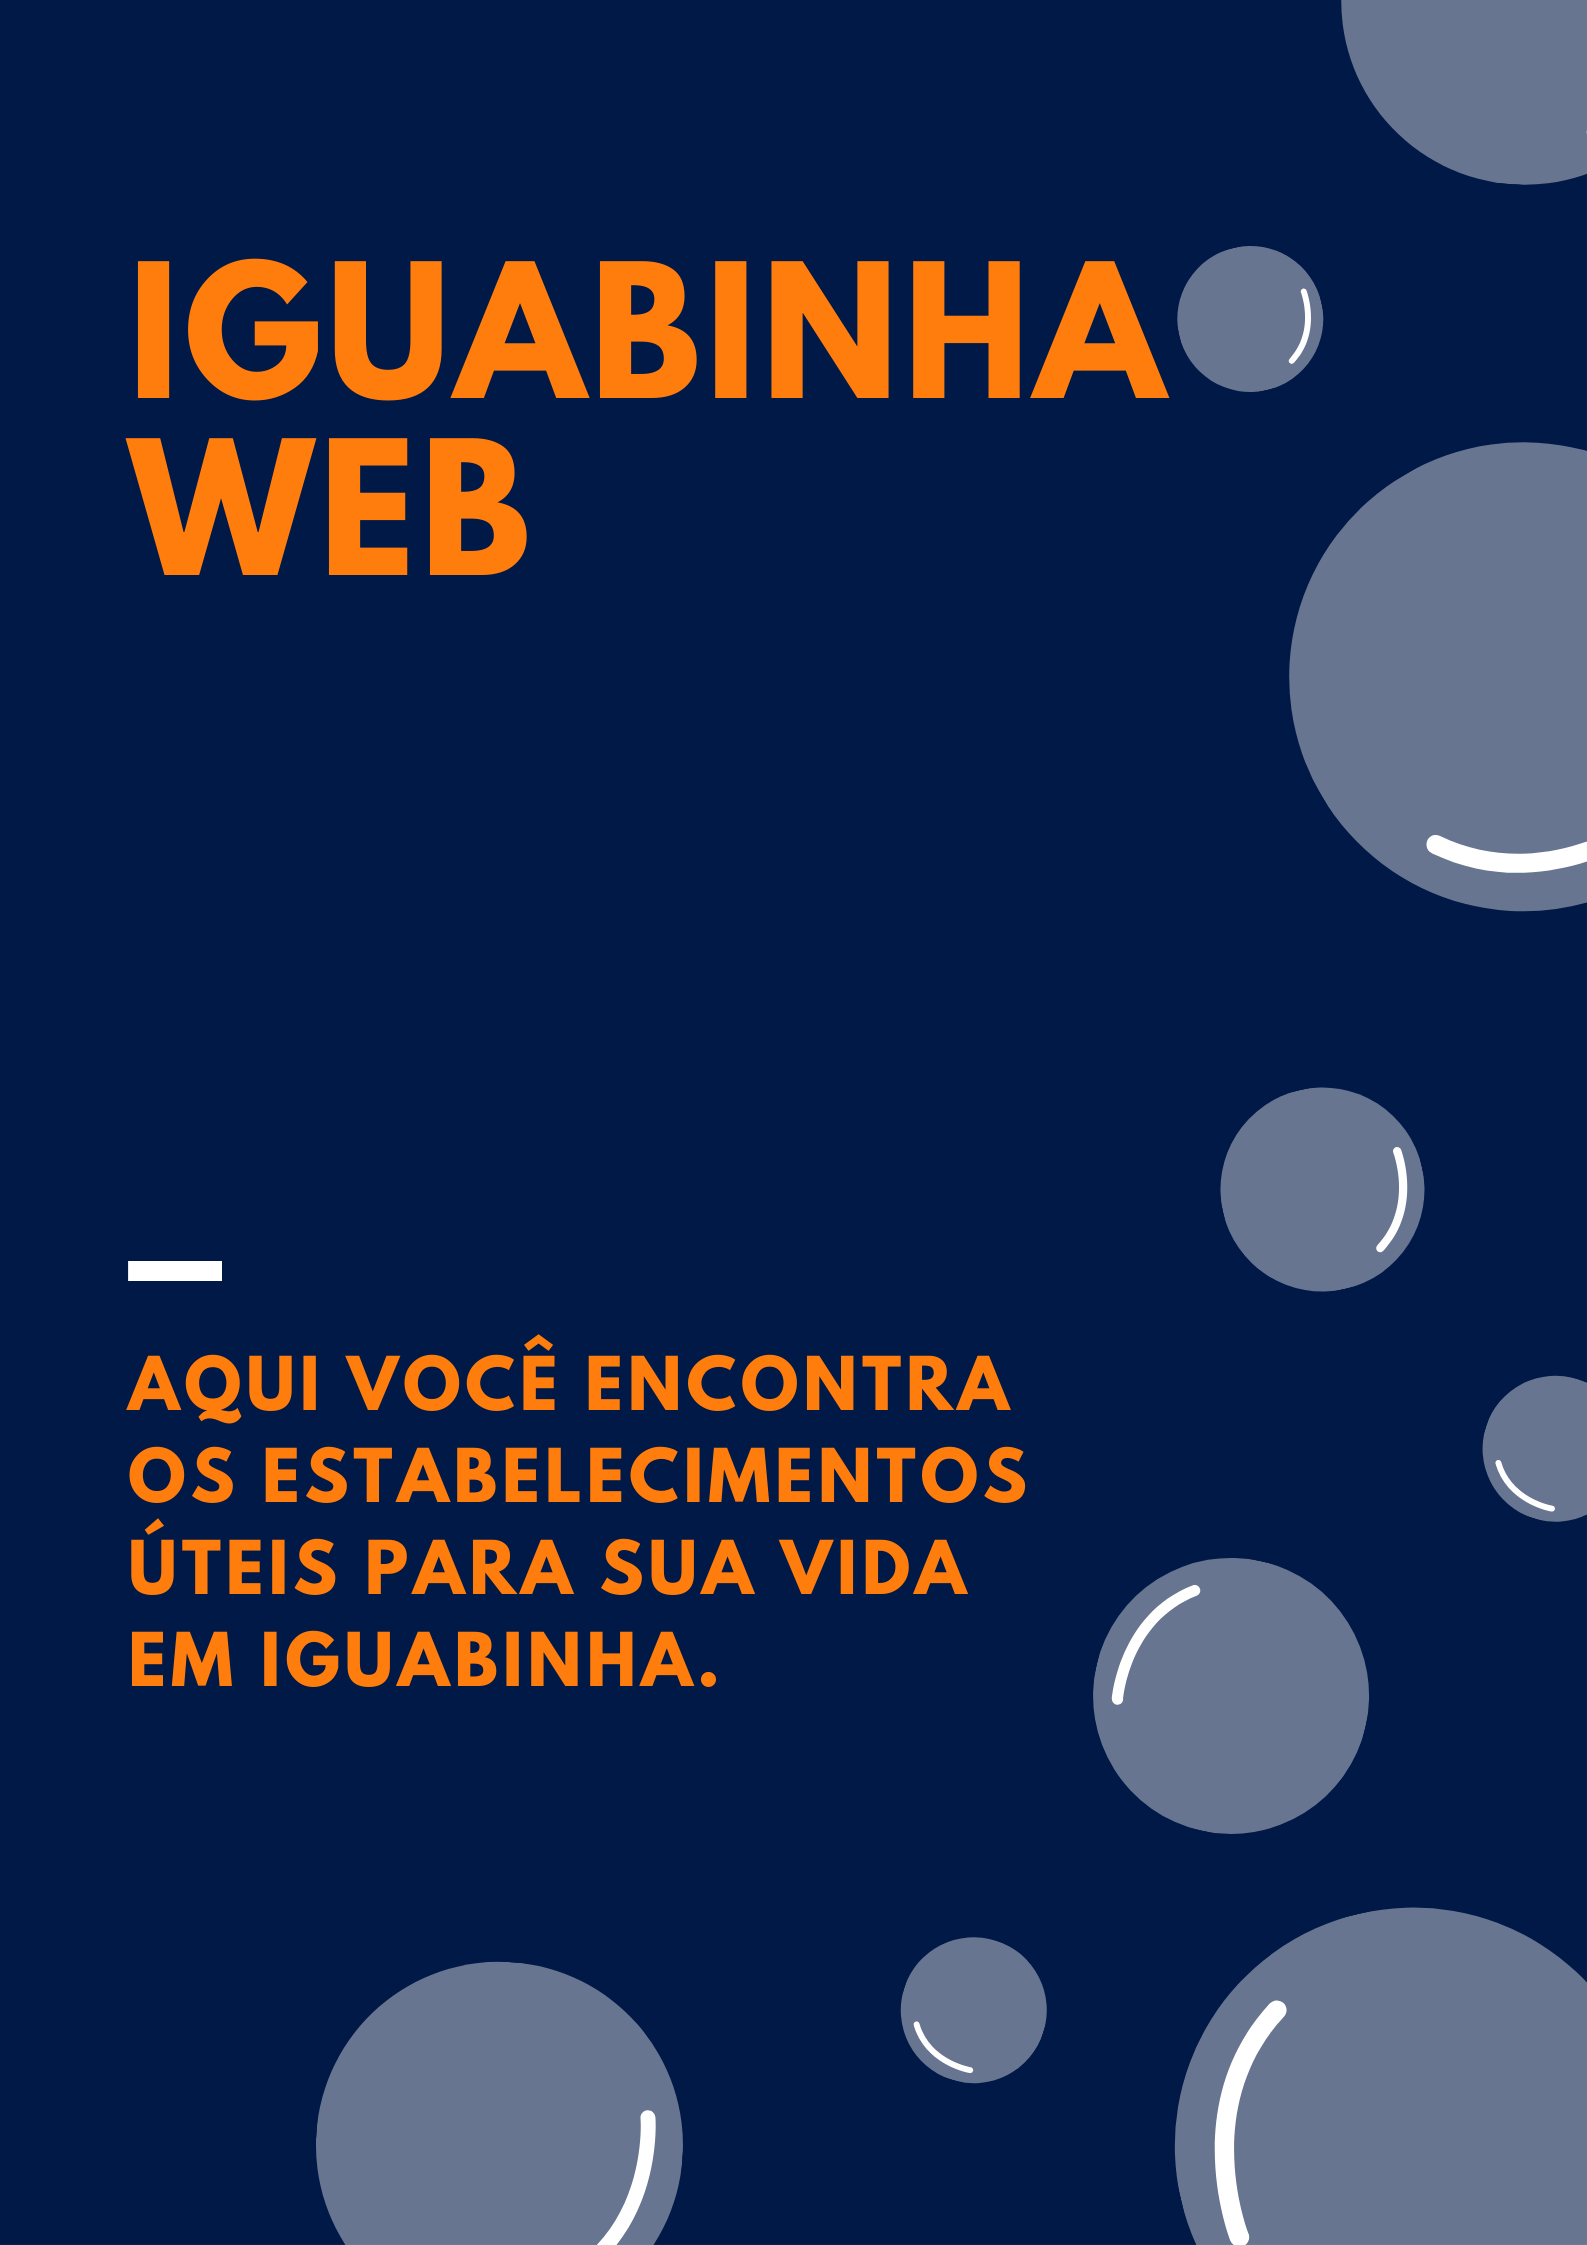 IGUABINHA
WEB
AQUI VOCÊ ENCONTRA
OS ESTABELECIMENTOS
ÚTEIS PARA SUA VIDA
EM IGUABINHA.